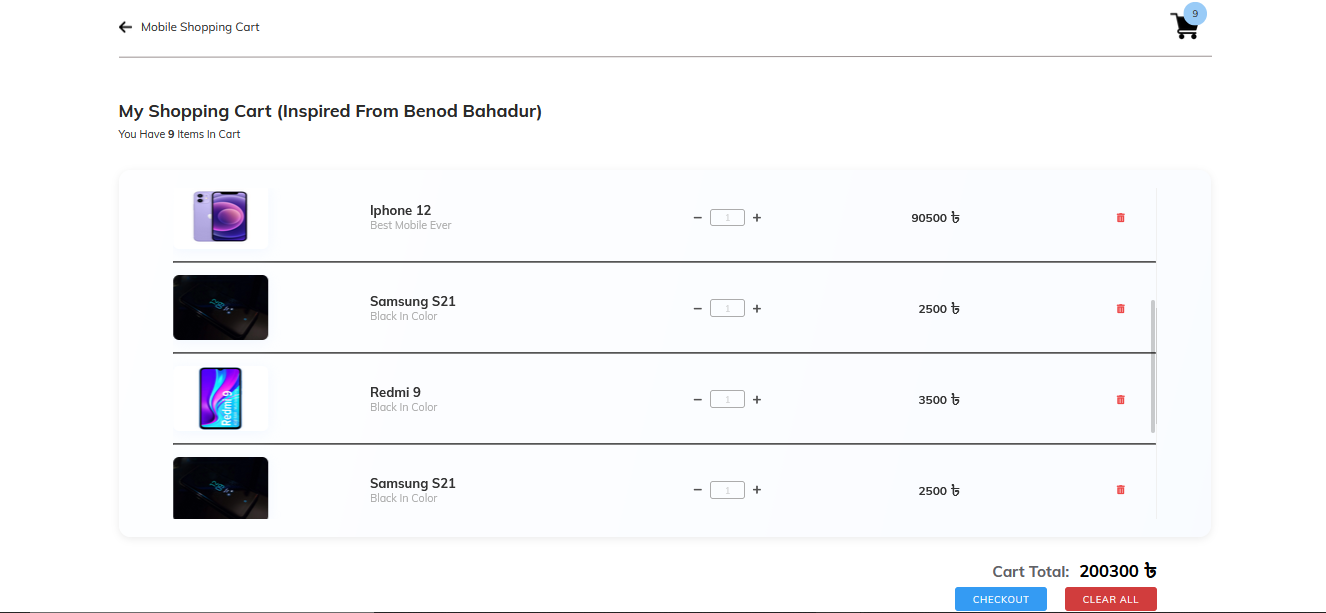 Mobile Shopping Cart
9
My Shopping Cart (Inspired From Benod Bahadur)
You Have 9 Items In Cart
Iphone 12
Best Mobile Ever
− 1 +
90500 ৳
Samsung S21
Black In Color
− 1 +
2500 ৳
Redmi 9
Redmi 9
Black In Color
− 1 +
3500 ৳
Samsung S21
Black In Color
− 1 +
2500 ৳
Cart Total: 200300 ৳
CHECKOUT
CLEAR ALL